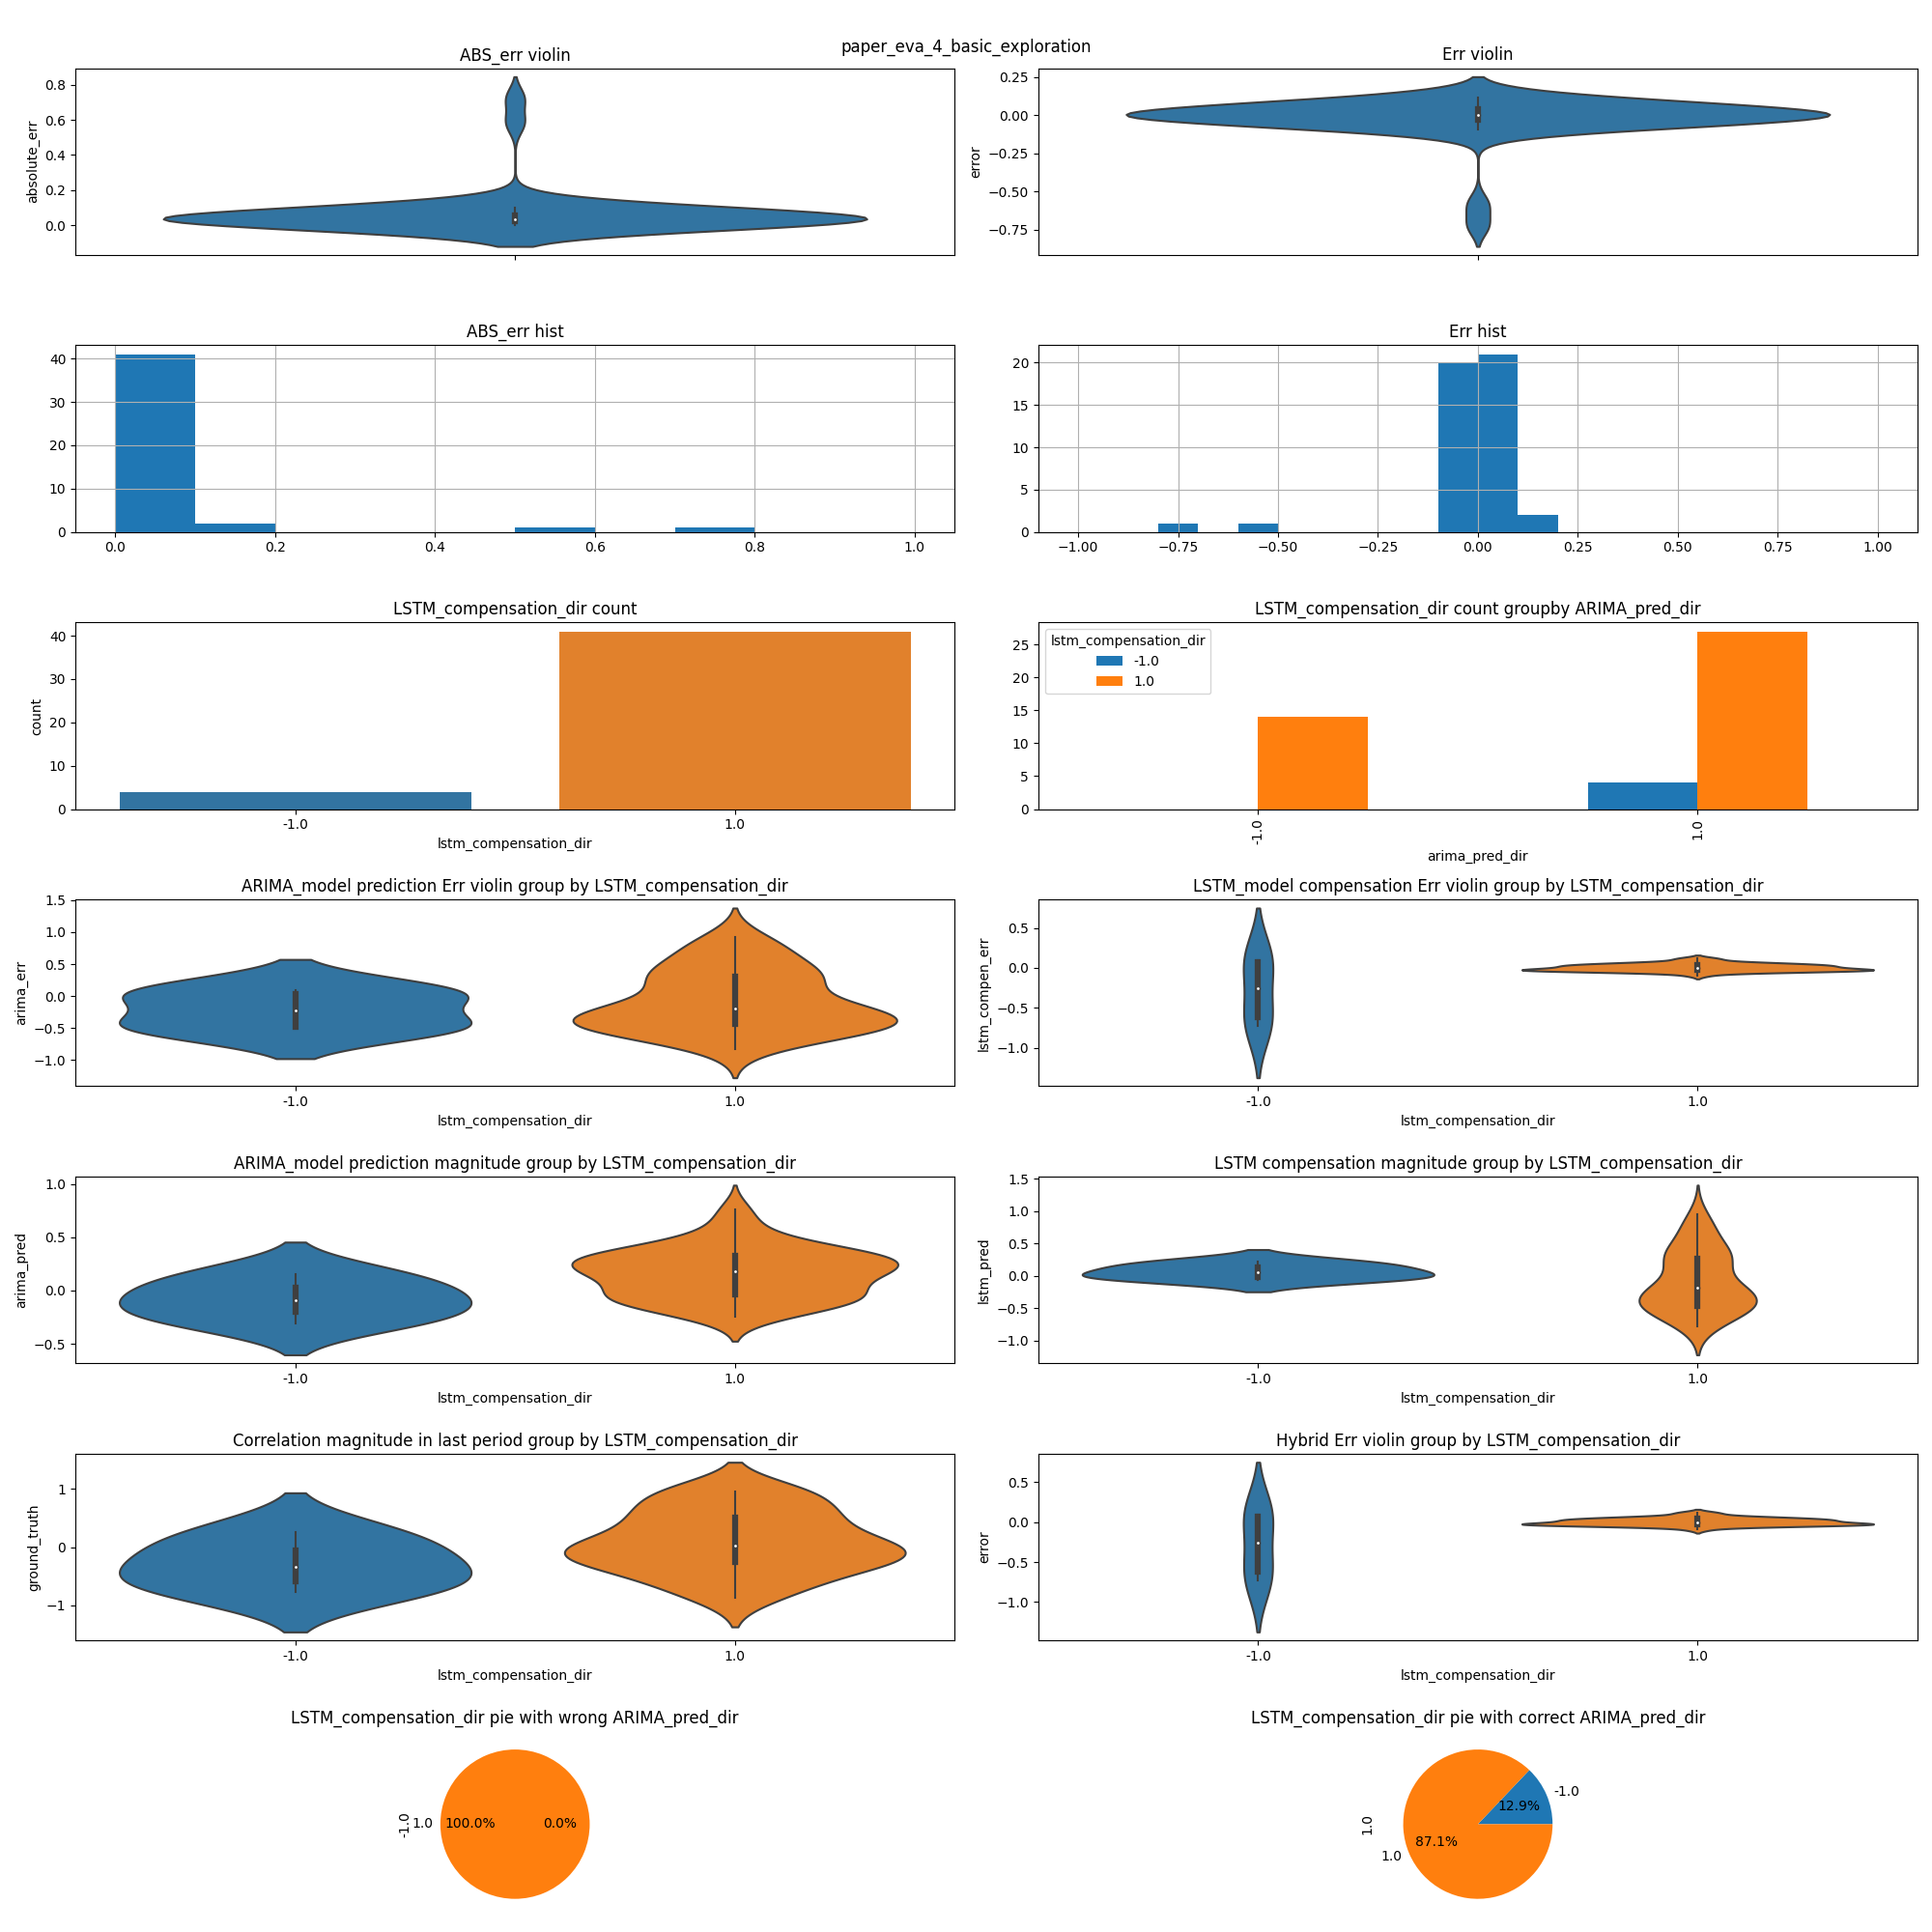 paper_eva_4_basic_exploration
ABS_err violin
absolute_err
0.8
0.6
0.4
0.2
0.0
Err violin
error
0.25
0.00
−0.25
−0.50
−0.75
ABS_err hist
40
30
20
10
0
0.0 0.2 0.4 0.6 0.8 1.0
Err hist
20
15
10
5
0
−1.00 −0.75 −0.50 −0.25 0.00 0.25 0.50 0.75 1.00
LSTM_compensation_dir count
count
40
30
20
10
0
-1.0 1.0
lstm_compensation_dir
LSTM_compensation_dir count groupby ARIMA_pred_dir
lstm_compensation_dir
-1.0
1.0
25
20
15
10
5
0
-1.0 1.0
arima_pred_dir
ARIMA_model prediction Err violin group by LSTM_compensation_dir
arima_err
1.5
1.0
0.5
0.0
−0.5
−1.0
-1.0 1.0
lstm_compensation_dir
LSTM_model compensation Err violin group by LSTM_compensation_dir
lstm_compen_err
0.5
0.0
−0.5
−1.0
-1.0 1.0
lstm_compensation_dir
ARIMA_model prediction magnitude group by LSTM_compensation_dir
arima_pred
1.0
0.5
0.0
−0.5
-1.0 1.0
lstm_compensation_dir
LSTM compensation magnitude group by LSTM_compensation_dir
lstm_pred
1.5
1.0
0.5
0.0
−0.5
−1.0
-1.0 1.0
lstm_compensation_dir
Correlation magnitude in last period group by LSTM_compensation_dir
ground_truth
1
0
−1
-1.0 1.0
lstm_compensation_dir
Hybrid Err violin group by LSTM_compensation_dir
error
0.5
0.0
−0.5
−1.0
-1.0 1.0
lstm_compensation_dir
LSTM_compensation_dir pie with wrong ARIMA_pred_dir
-1.0
1.0
100.0%
0.0%
LSTM_compensation_dir pie with correct ARIMA_pred_dir
-1.0
12.9%
1.0
87.1%
1.0